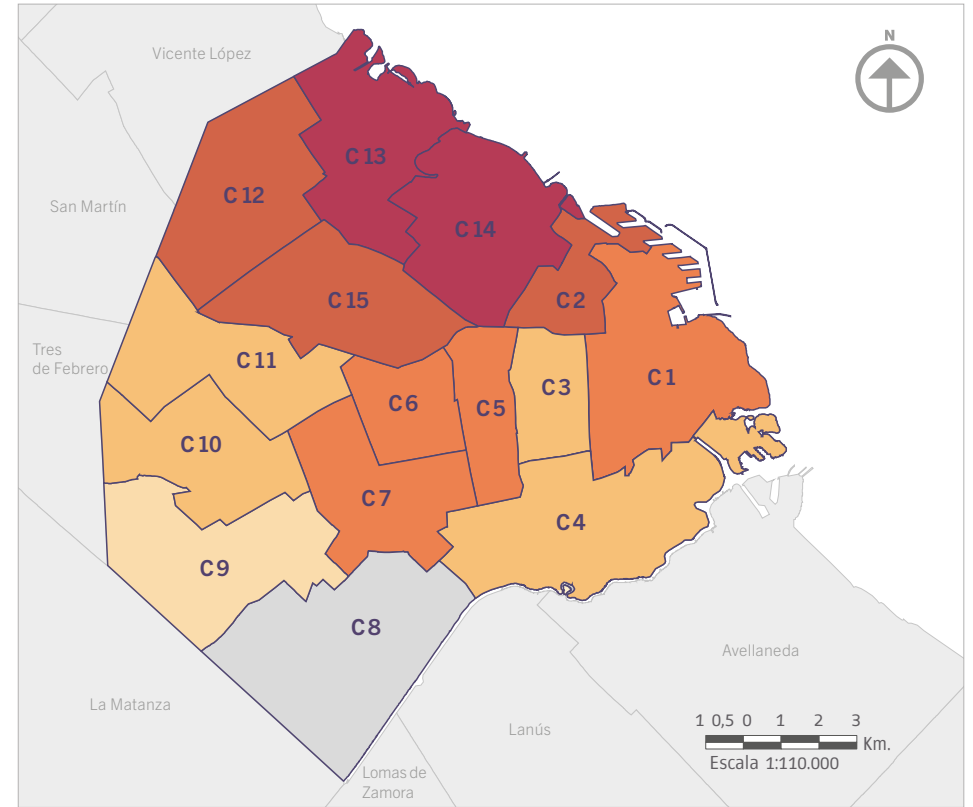 N
Vicente López
C 13
C 12
San Martín
C 14
C 15
C 2
Tres
de Febrero
C 11
C 1
C 3
C 6
C 5
C 10
C 7
C 4
C 9
C 8
Avellaneda
La Matanza
Lanús
1 0,5 0 1 2 3
Km.
Escala 1:110.000
Lomas de
Zamora